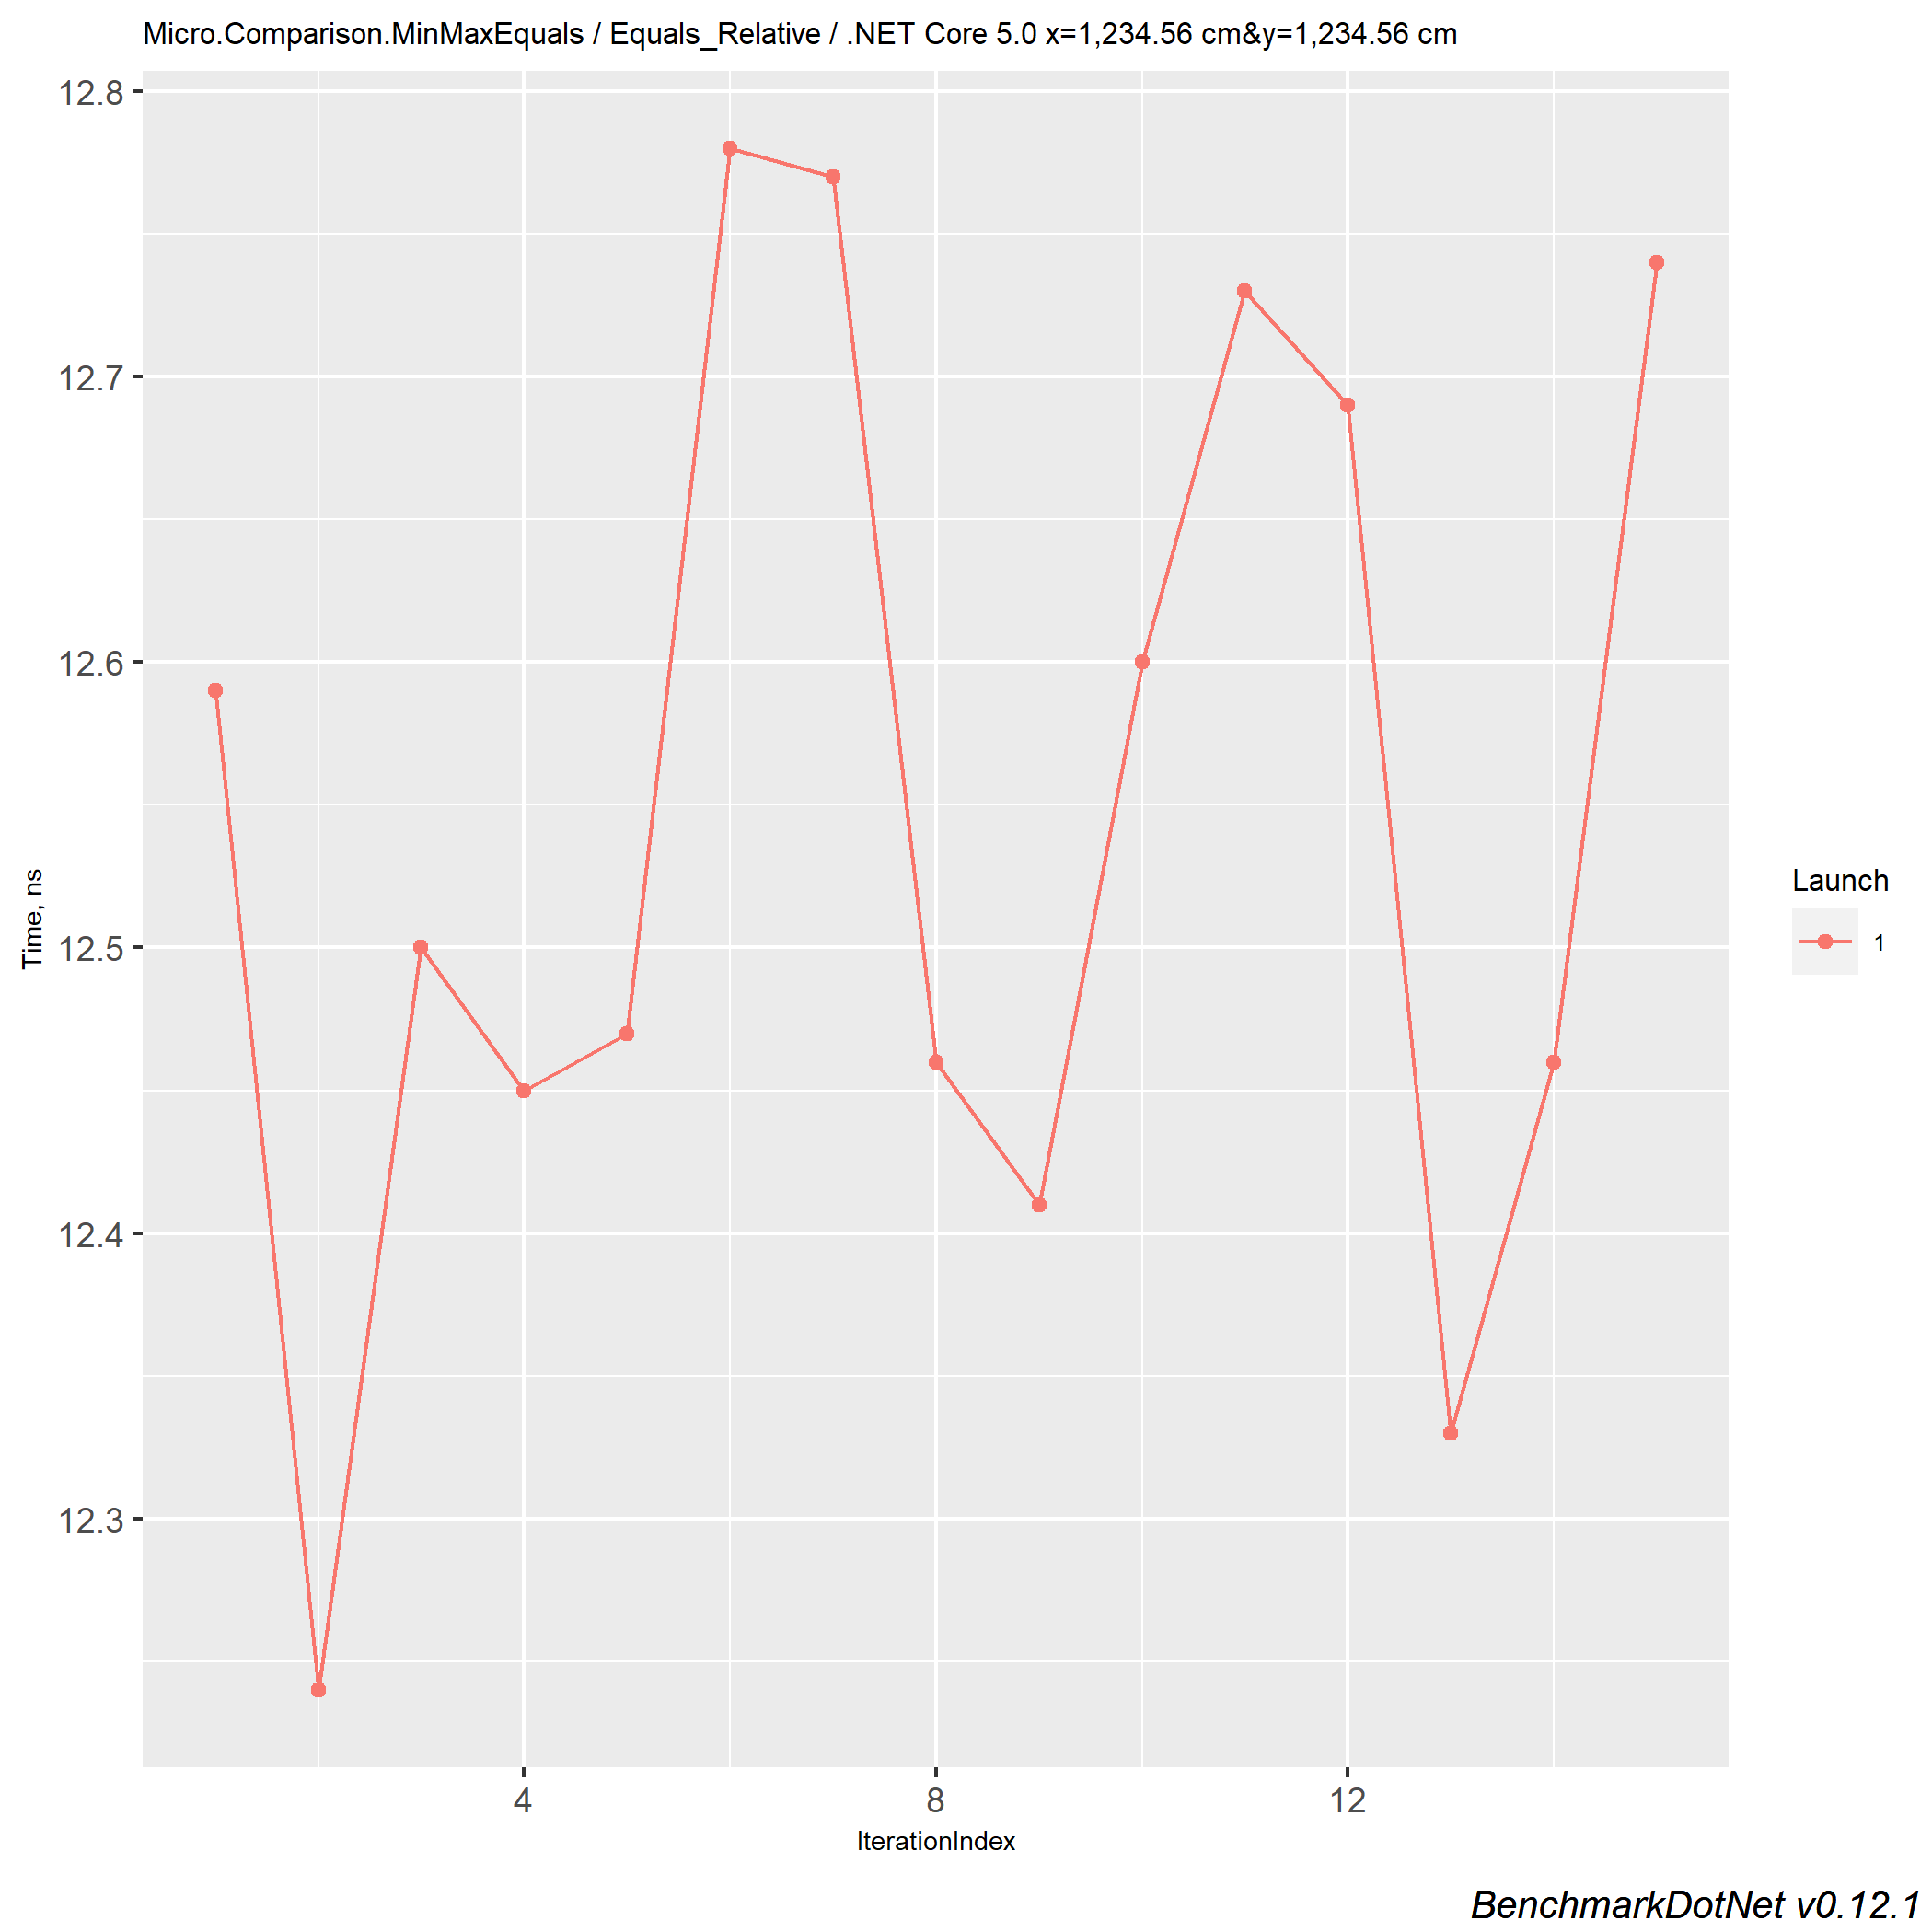 Micro.Comparison.MinMaxEquals / Equals_Relative / .NET Core 5.0 x=1,234.56 cm&y=1,234.56 cm
12.8
12.7
12.6
12.5
12.4
12.3
Time, ns
4 8 12
IterationIndex
Launch
1
BenchmarkDotNet v0.12.1